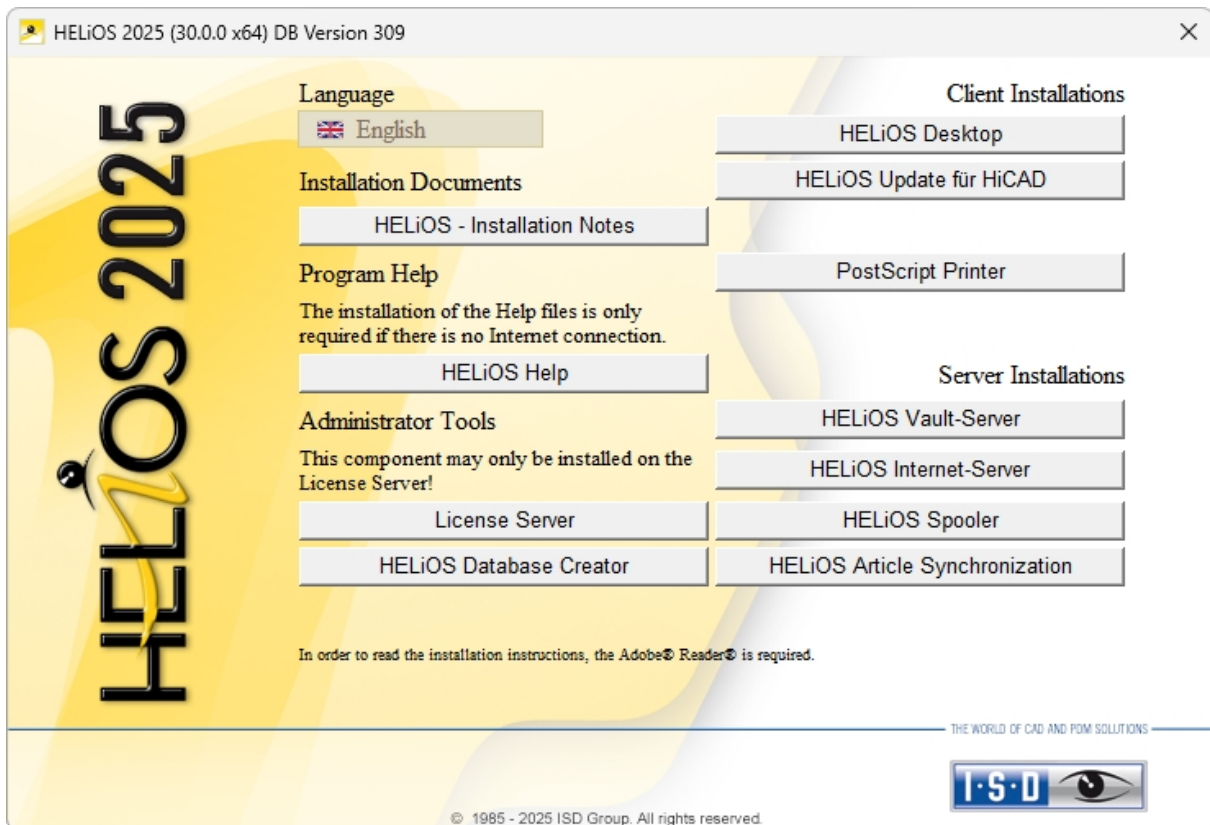 HELiOS 2025 (30.0.0 x64) DB Version 309
HELiOS 2025
Language
English
Installation Documents
HELiOS - Installation Notes
Program Help
The installation of the Help files is only
required if there is no Internet connection.
HELiOS Help
Administrator Tools
This component may only be installed on the
License Server!
License Server
HELiOS Database Creator
Client Installations
HELiOS Desktop
HELiOS Update für HiCAD
PostScript Printer
Server Installations
HELiOS Vault-Server
HELiOS Internet-Server
HELiOS Spooler
HELiOS Article Synchronization
In order to read the installation instructions, the Adobe® Reader® is required.
THE WORLD OF CAD AND PDM SOLUTIONS
I·S·D
© 1985 - 2025 ISD Group. All rights reserved.